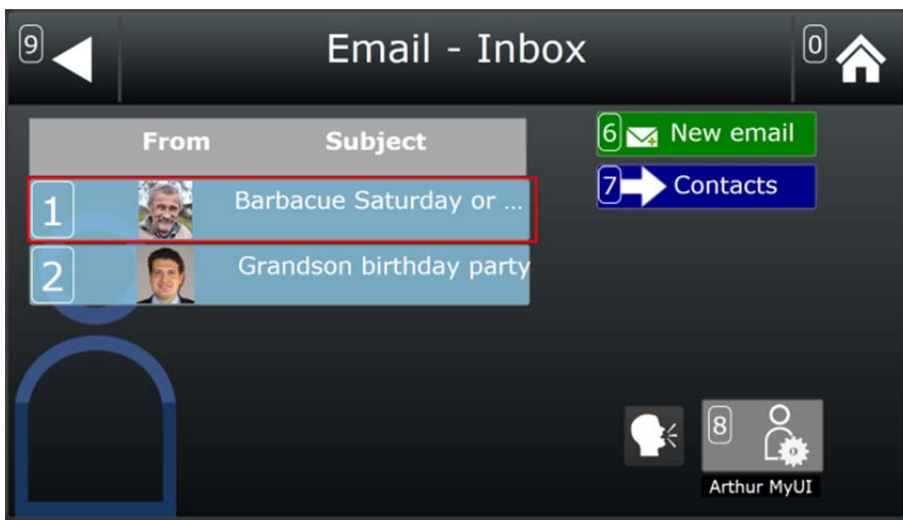 9
Email - Inbox
0
From Subject
6 New email
7 Contacts
1 Barbacue Saturday or ...
2 Grandson birthday party
8
Arthur MyUI